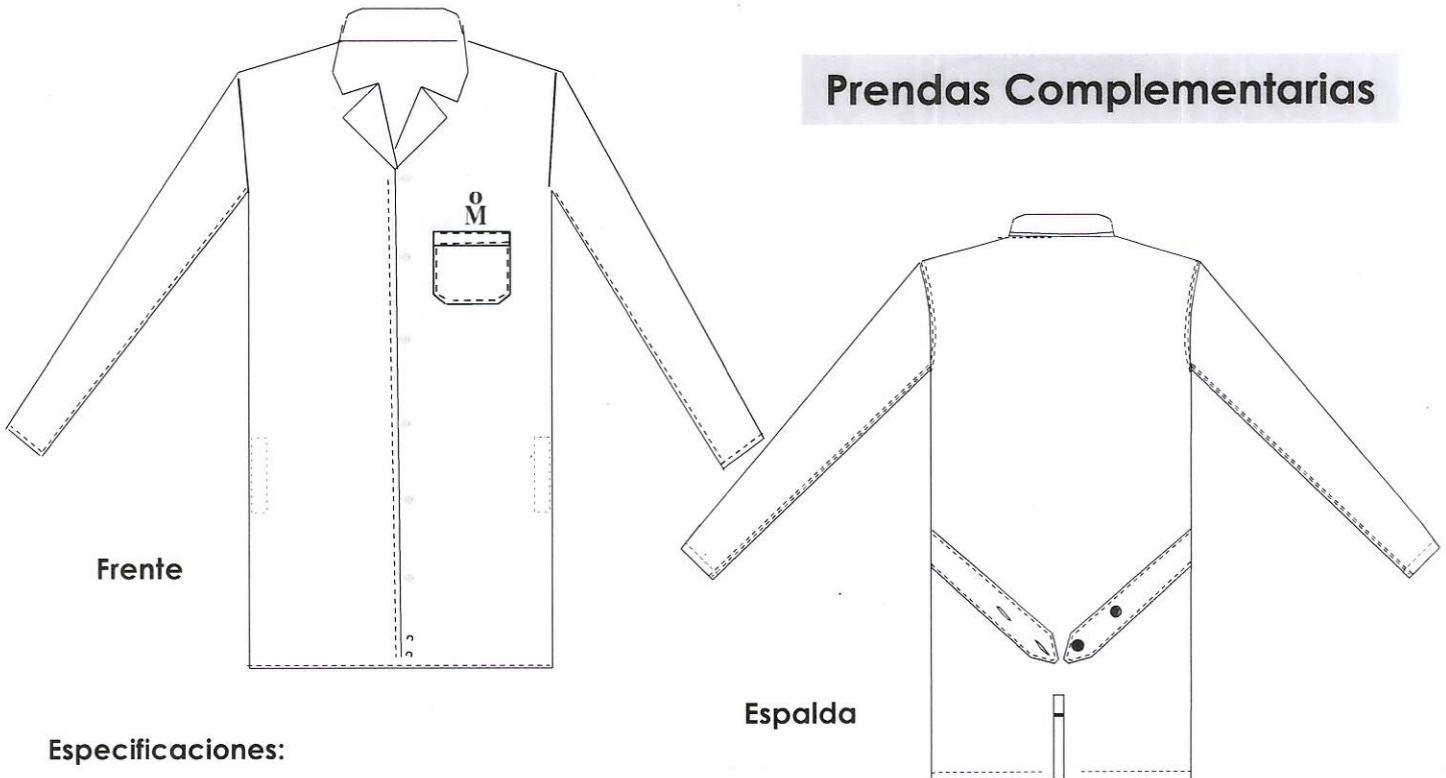 Prendas Complementarias
o
M
Frente
Espalda
Especificaciones: